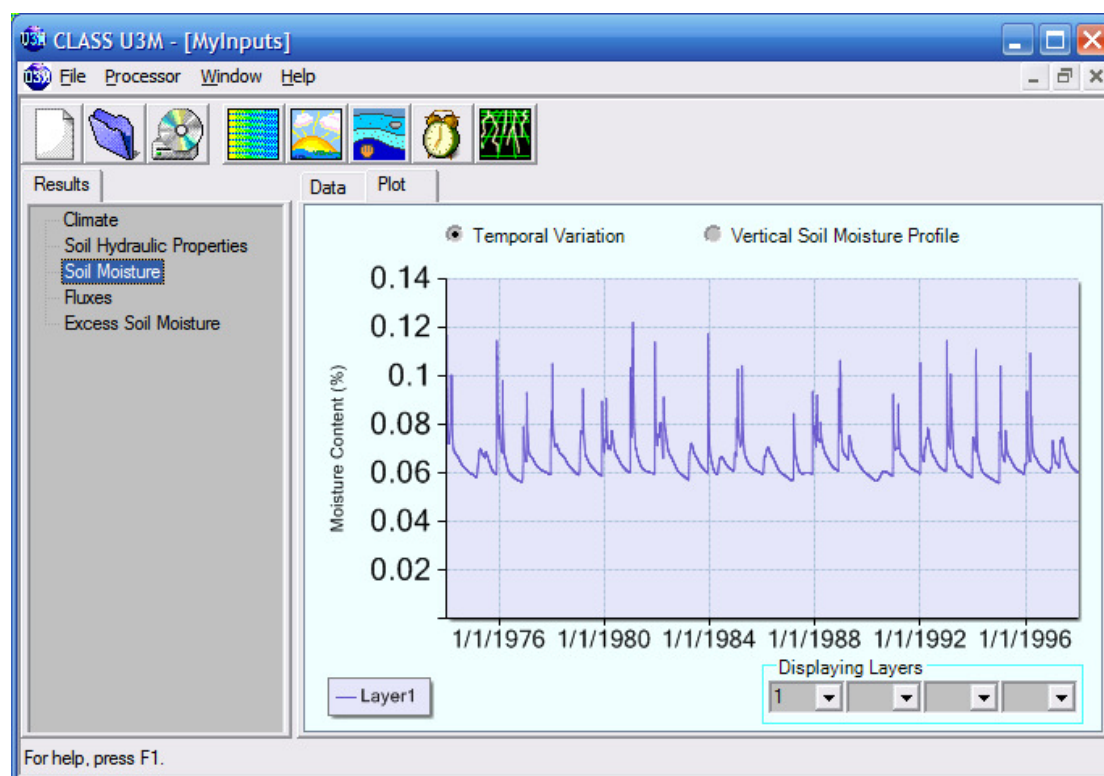 U3M CLASS U3M - [MyInputs]
U3M File Processor Window Help
Results
Data Plot
Climate
Soil Hydraulic Properties
Soil Moisture
Fluxes
Excess Soil Moisture
Temporal Variation Vertical Soil Moisture Profile
0.14
0.12
0.1
0.08
0.06
0.04
0.02
Moisture Content (%)
1/1/1976 1/1/1980 1/1/1984 1/1/1988 1/1/1992 1/1/1996
Displaying Layers
1
Layer1
For help, press F1.